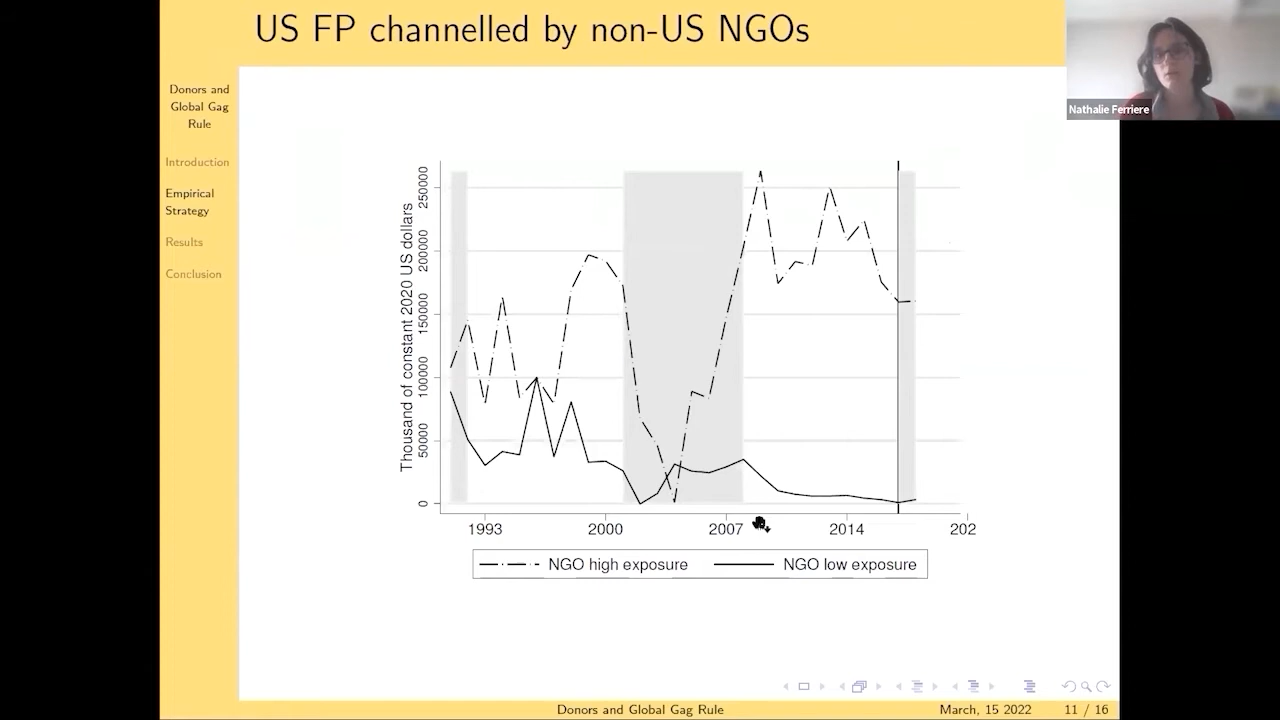 US FP channelled by non-US NGOs
Donors and
Global Gag
Rule
Introduction
Empirical
Strategy
Results
Conclusion
Nathalie Ferriere
Thousand of constant 2020 US dollars
250000
200000
150000
100000
50000
0
1993
2000
2007
2014
202
NGO high exposure
NGO low exposure
Donors and Global Gag Rule
March, 15 2022
11 / 16